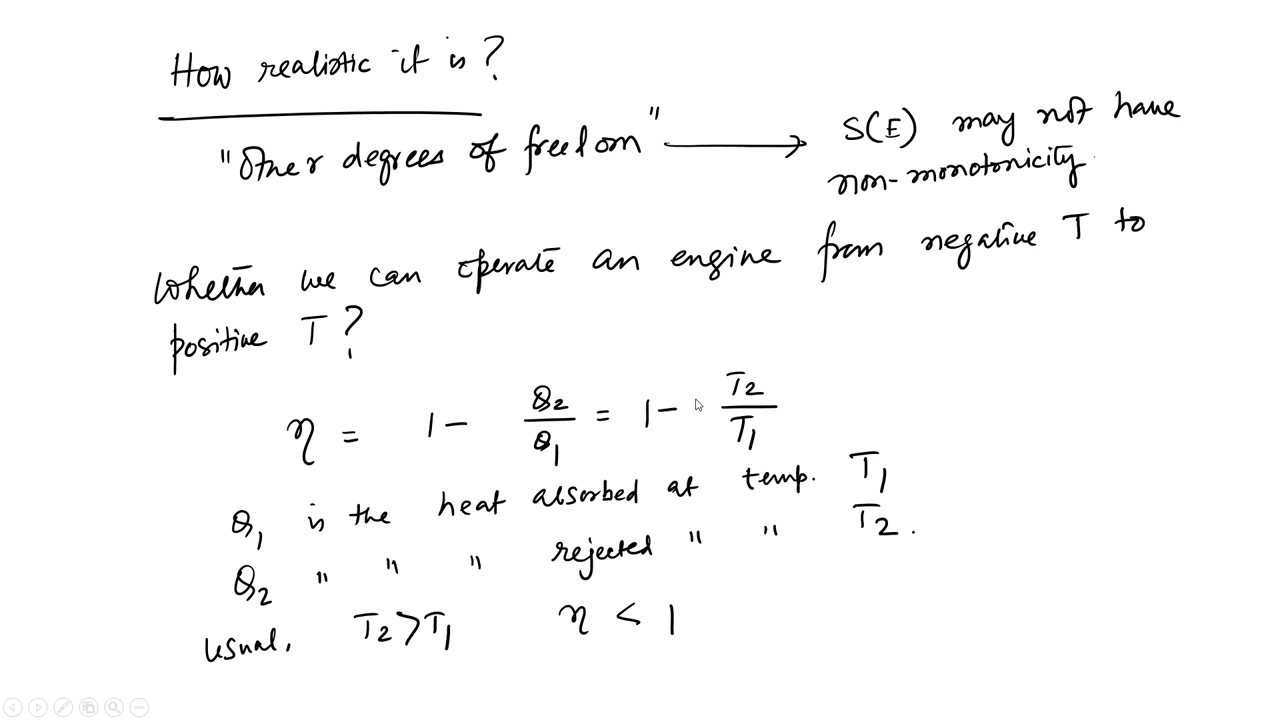 How realistic it is?
"Other degrees of freedom" ⟶ S(E) may not have
non-monotonicity.
Whether we can operate an engine from negative T to
positive T?
η = 1 - Q₂/Q₁ = 1 - T₂/T₁
Q₁ is the heat absorbed at temp. T₁
Q₂ " " " rejected " " T₂.
usual, T₂>T₁ η < 1